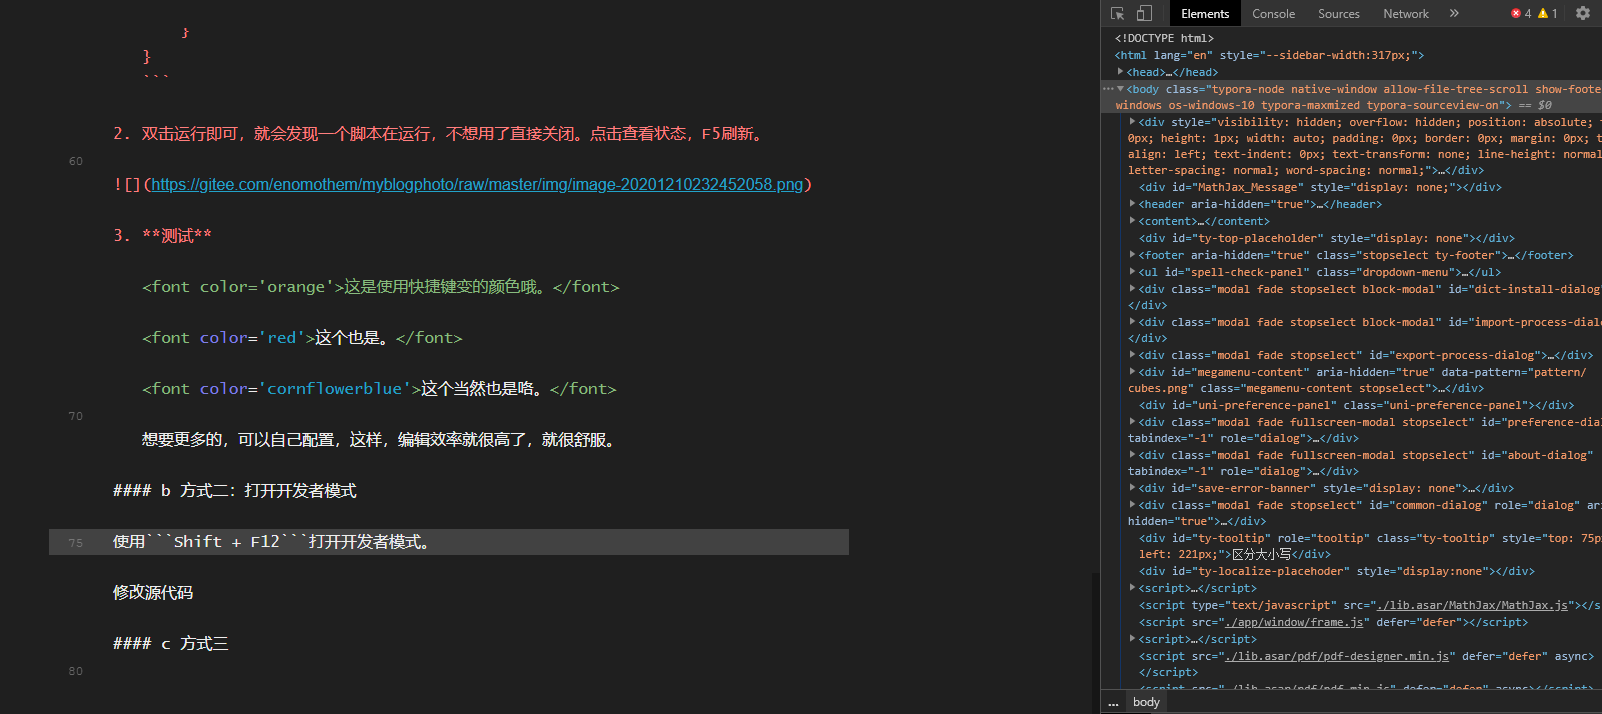 }
}
```
2. 双击运行即可，就会发现一个脚本在运行，不想用了直接关闭。点击查看状态，F5刷新。
60
![](https://gitee.com/enomothem/myblogphoto/raw/master/img/image-20201210232452058.png)
3. **测试**
<font color='orange'>这是使用快捷键变的颜色哦。</font>
<font color='red'>这个也是。</font>
<font color='cornflowerblue'>这个当然也是咯。</font>
70
想要更多的，可以自己配置，这样，编辑效率就很高了，就很舒服。
#### b 方式二：打开开发者模式
75 使用```Shift + F12```打开开发者模式。
修改源代码
#### c 方式三
80
Elements Console Sources Network » 4 1
<!DOCTYPE html>
<html lang="en" style="--sidebar-width:317px;">
<head>…</head>
<body class="typora-node native-window allow-file-tree-scroll show-foote
windows os-windows-10 typora-maxmized typora-sourceview-on"> == $0
<div style="visibility: hidden; overflow: hidden; position: absolute; t
0px; height: 1px; width: auto; padding: 0px; border: 0px; margin: 0px; t
align: left; text-indent: 0px; text-transform: none; line-height: normal
letter-spacing: normal; word-spacing: normal;">…</div>
<div id="MathJax_Message" style="display: none;"></div>
<header aria-hidden="true">…</header>
<content>…</content>
<div id="ty-top-placeholder" style="display: none"></div>
<footer aria-hidden="true" class="stopselect ty-footer">…</footer>
<ul id="spell-check-panel" class="dropdown-menu">…</ul>
<div class="modal fade stopselect block-modal" id="dict-install-dialog"
</div>
<div class="modal fade stopselect block-modal" id="import-process-dialo
</div>
<div class="modal fade stopselect" id="export-process-dialog">…</div>
<div id="megamenu-content" aria-hidden="true" data-pattern="pattern/
cubes.png" class="megamenu-content stopselect">…</div>
<div id="uni-preference-panel" class="uni-preference-panel"></div>
<div class="modal fade fullscreen-modal stopselect" id="preference-dial
tabindex="-1" role="dialog">…</div>
<div class="modal fade fullscreen-modal stopselect" id="about-dialog"
tabindex="-1" role="dialog">…</div>
<div id="save-error-banner" style="display: none">…</div>
<div class="modal fade stopselect" id="common-dialog" role="dialog" ari
hidden="true">…</div>
<div id="ty-tooltip" role="tooltip" class="ty-tooltip" style="top: 75px
left: 221px;">区分大小写</div>
<div id="ty-localize-placehoder" style="display:none"></div>
<script>…</script>
<script type="text/javascript" src="./lib.asar/MathJax/MathJax.js"></s
<script src="./app/window/frame.js" defer="defer"></script>
<script>…</script>
<script src="./lib.asar/pdf/pdf-designer.min.js" defer="defer" async>
</script>
<script src="./lib.asar/pdf/pdf.min.js" defer="defer" async></script>
… body